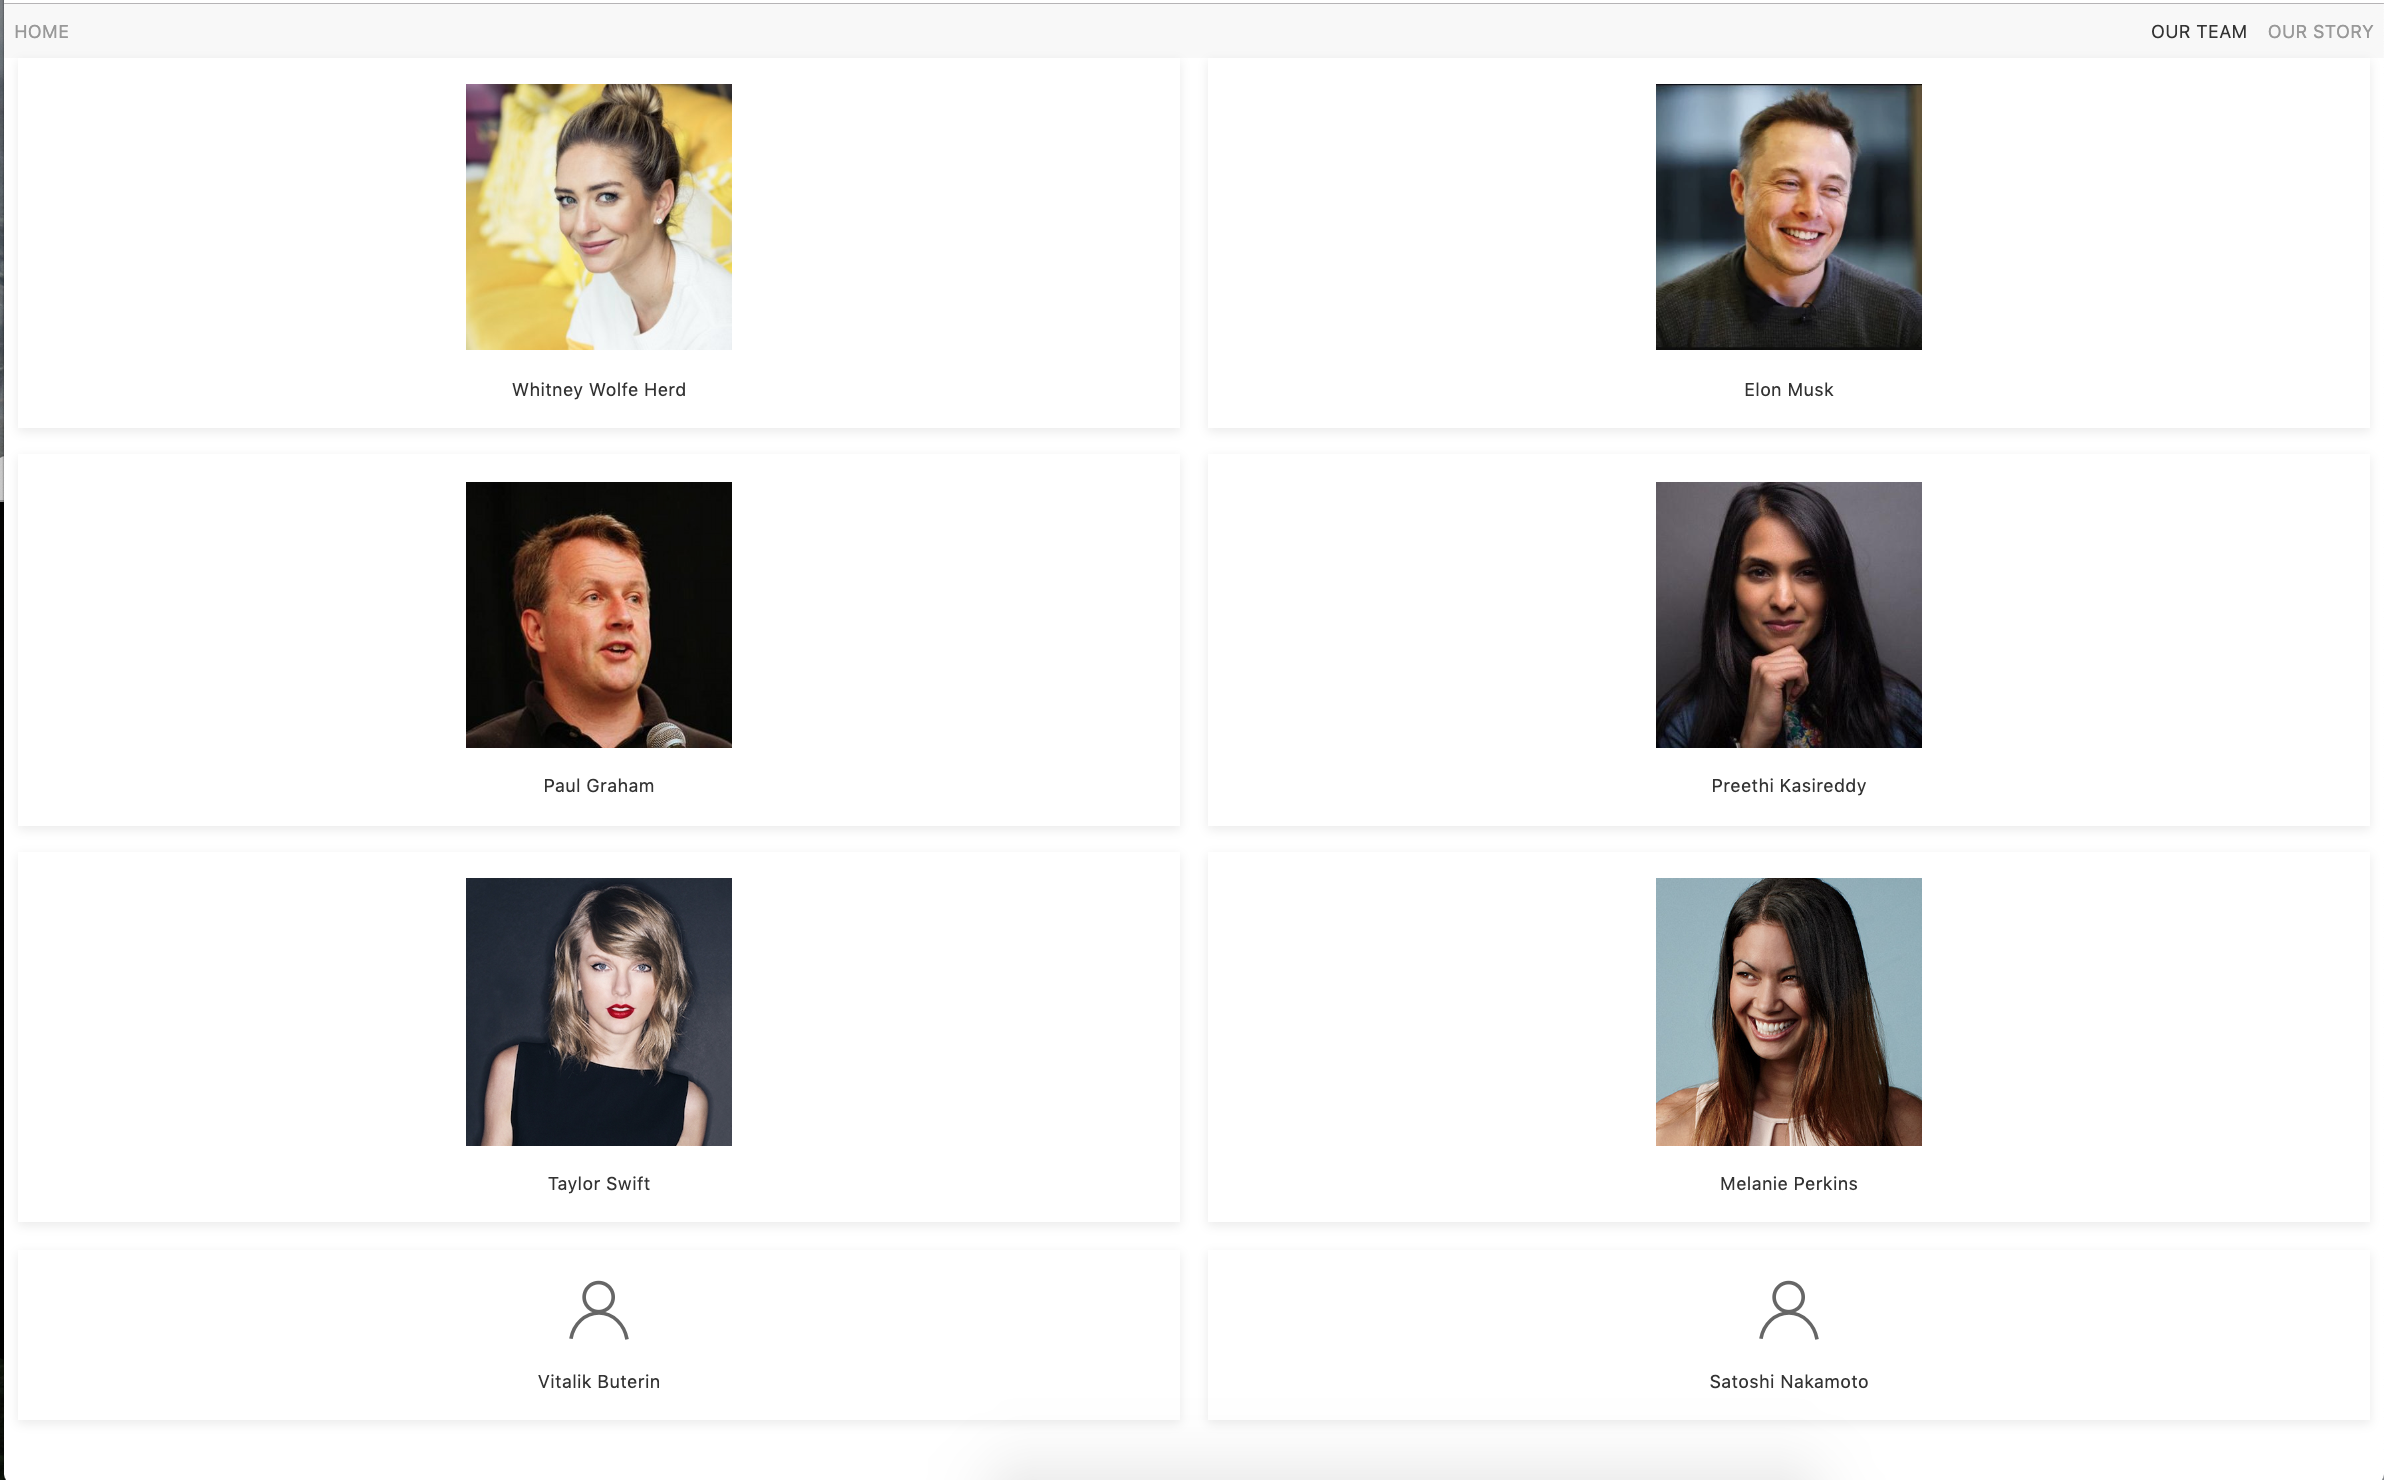 HOME
OUR TEAM
OUR STORY
Whitney Wolfe Herd
Elon Musk
Paul Graham
Preethi Kasireddy
Taylor Swift
Melanie Perkins
Vitalik Buterin
Satoshi Nakamoto